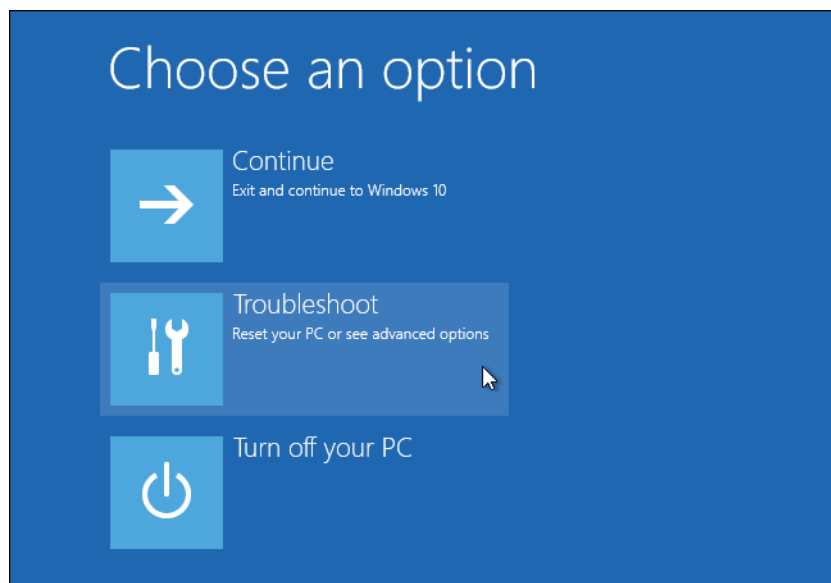 Choose an option
Continue
Exit and continue to Windows 10
Troubleshoot
Reset your PC or see advanced options
Turn off your PC